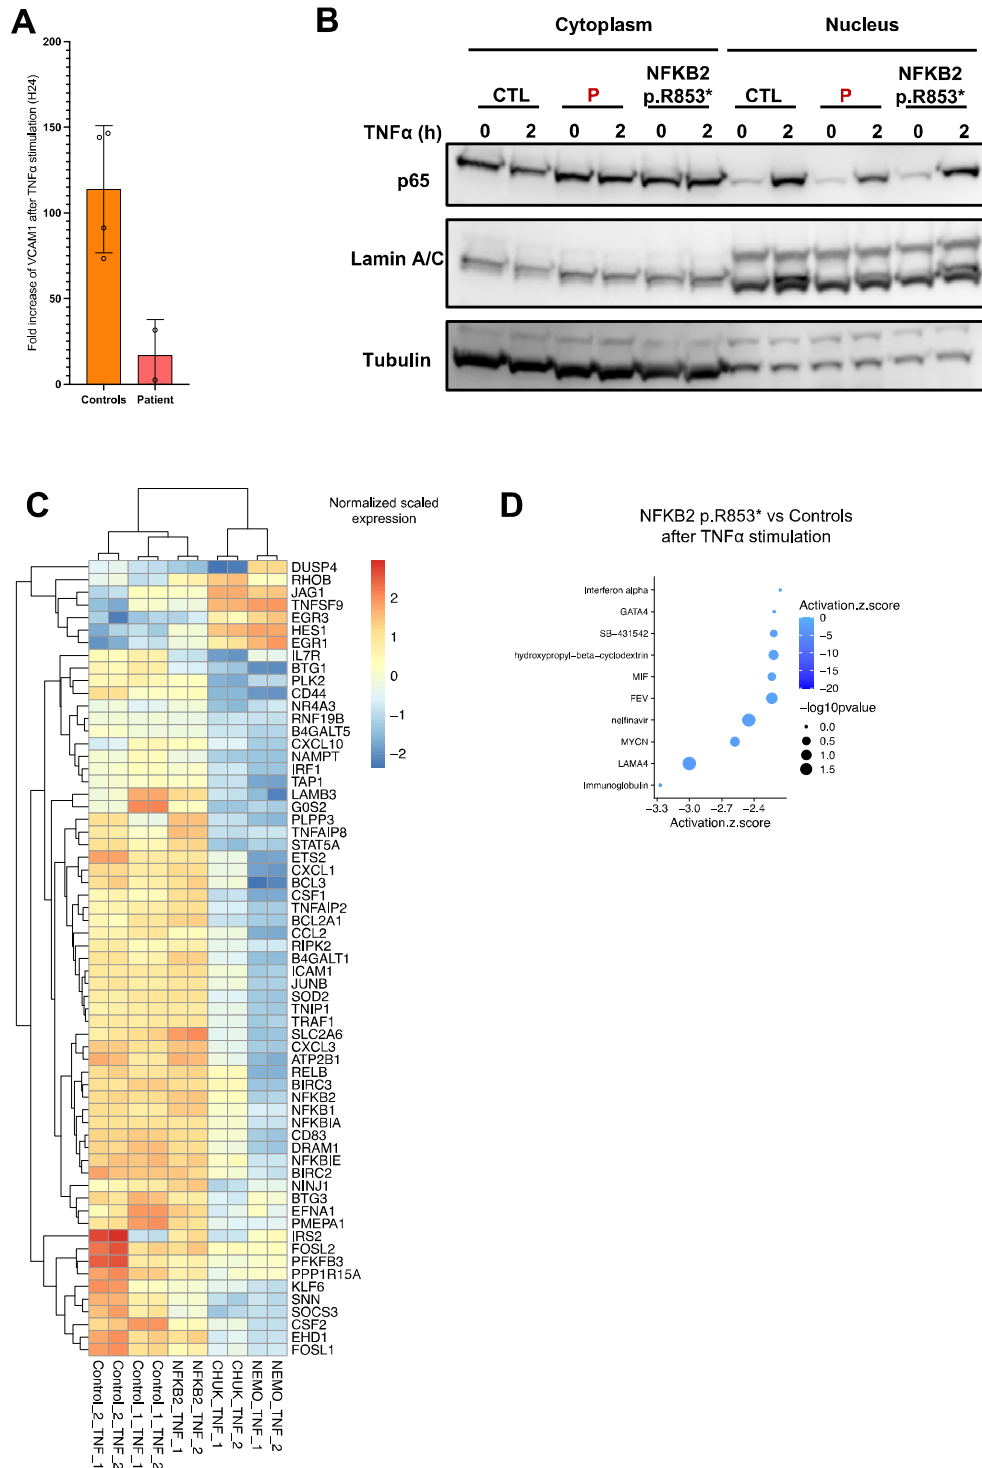 A
Fold increase of VCAM1 after TNFα stimulation (H24)
200
150
100
50
0
Controls Patient
B
Cytoplasm Nucleus
CTL P NFKB2 p.R853* CTL P NFKB2 p.R853*
TNFα (h) 0 2 0 2 0 2 0 2 0 2 0 2
p65
Lamin A/C
Tubulin
C
Normalized scaled
expression
2
1
0
−1
−2
DUSP4
RHOB
JAG1
TNFSF9
EGR3
HES1
EGR1
IL7R
BTG1
PLK2
CD44
NR4A3
RNF19B
B4GALT5
CXCL10
NAMPT
IRF1
TAP1
LAMB3
G0S2
PLPP3
TNFAIP8
STAT5A
ETS2
CXCL1
BCL3
CSF1
TNFAIP2
BCL2A1
CCL2
RIPK2
B4GALT1
ICAM1
JUNB
SOD2
TNIP1
TRAF1
SLC2A6
CXCL3
ATP2B1
RELB
BIRC3
NFKB2
NFKB1
NFKBIA
CD83
DRAM1
NFKBIE
BIRC2
NINJ1
BTG3
EFNA1
PMEPA1
IRS2
FOSL2
PFKFB3
PPP1R15A
KLF6
SNN
SOCS3
CSF2
EHD1
FOSL1
Control_2_TNF_1
Control_2_TNF_2
Control_1_TNF_1
Control_1_TNF_2
NFKB2_TNF_1
NFKB2_TNF_2
CHUK_TNF_1
CHUK_TNF_2
NEMO_TNF_1
NEMO_TNF_2
D
NFKB2 p.R853* vs Controls
after TNFα stimulation
Interferon alpha
GATA4
SB−431542
hydroxypropyl−beta−cyclodextrin
MIF
FEV
nelfinavir
MYCN
LAMA4
Immunoglobulin
−3.3 −3.0 −2.7 −2.4
Activation.z.score
Activation.z.score
0
−5
−10
−15
−20
−log10pvalue
0.0
0.5
1.0
1.5